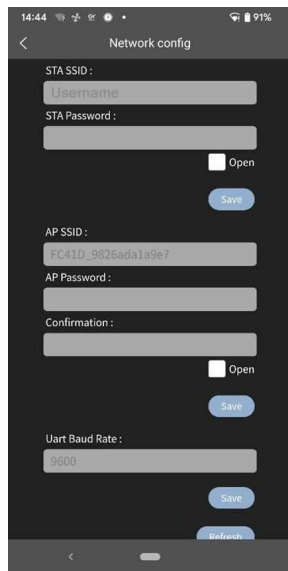 14:44 91%
Network config
STA SSID :
Username
STA Password :
Open
Save
AP SSID :
FC41D_9826ada1a9e7
AP Password :
Confirmation :
Open
Save
Uart Baud Rate :
9600
Save
Refresh